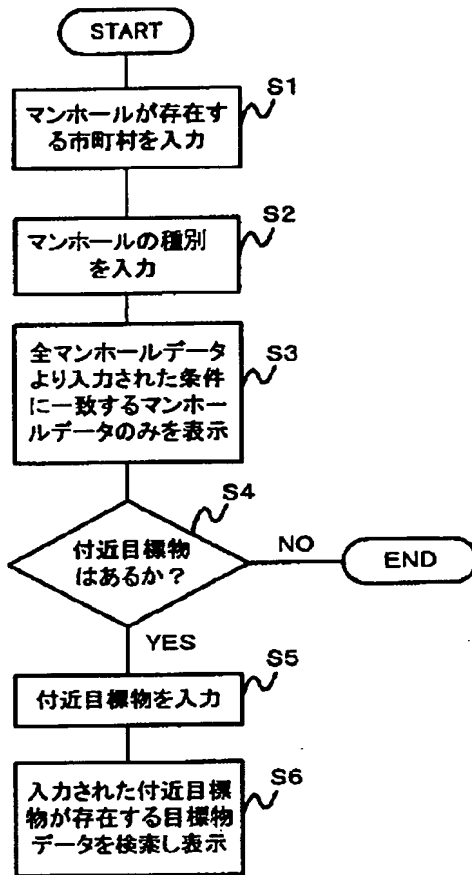 START
S1
マンホールが存在す
る市町村を入力
S2
マンホールの種別
を入力
S3
全マンホールデータ
より入力された条件
に一致するマンホー
ルデータのみを表示
S4
付近目標物
はあるか？
NO
END
YES
S5
付近目標物を入力
S6
入力された付近目標
物が存在する目標物
データを検索し表示